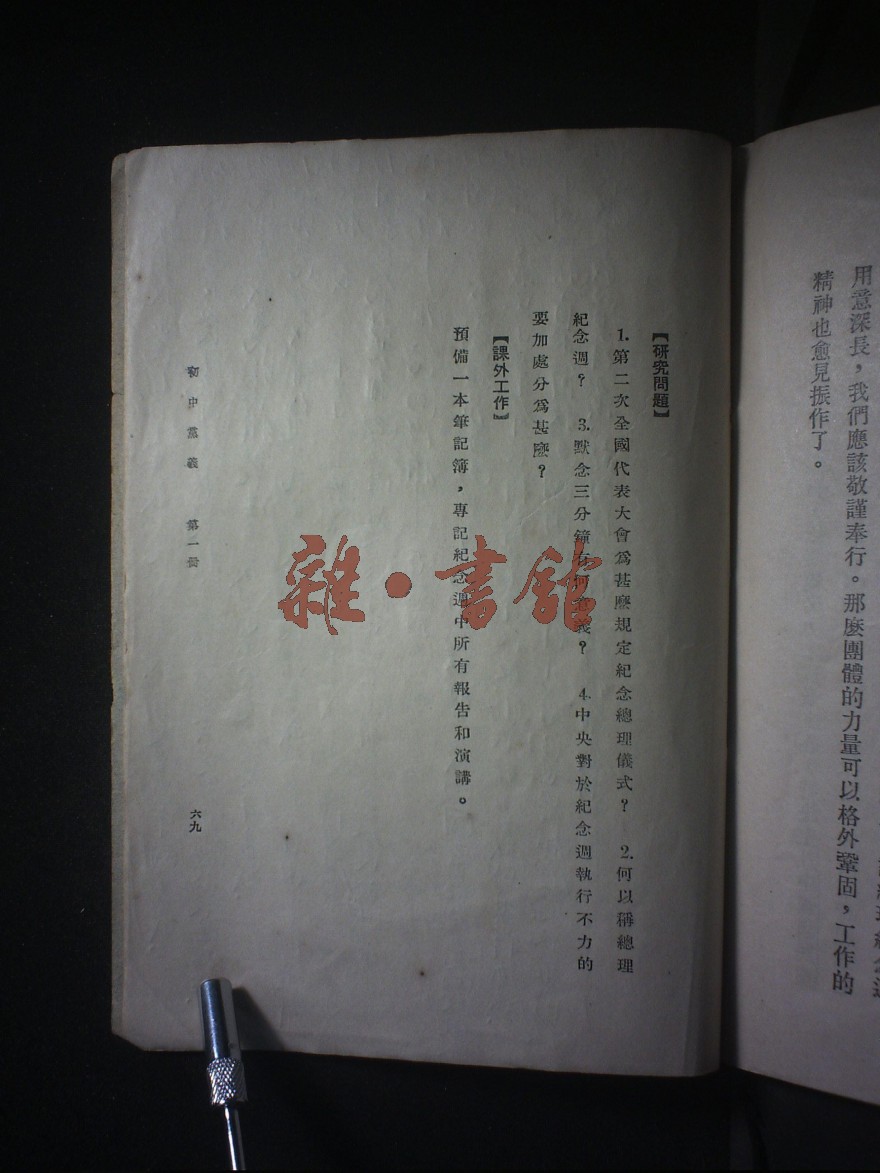 用意深長，我們應該敬謹奉行。那麽團體的力量可以格外鞏固，工作的
精神也愈見振作了。
【研究問題】
1.第二次全國代表大會爲甚麽規定紀念總理儀式？ 2.何以稱總理
紀念週？ 3.默念三分鐘有何意義？ 4.中央對於紀念週執行不力的
要加處分爲甚麽？
【課外工作】
預備一本筆記簿，專記紀念週中所有報告和演講。
初中黨義 第一册
六九
雜·書館